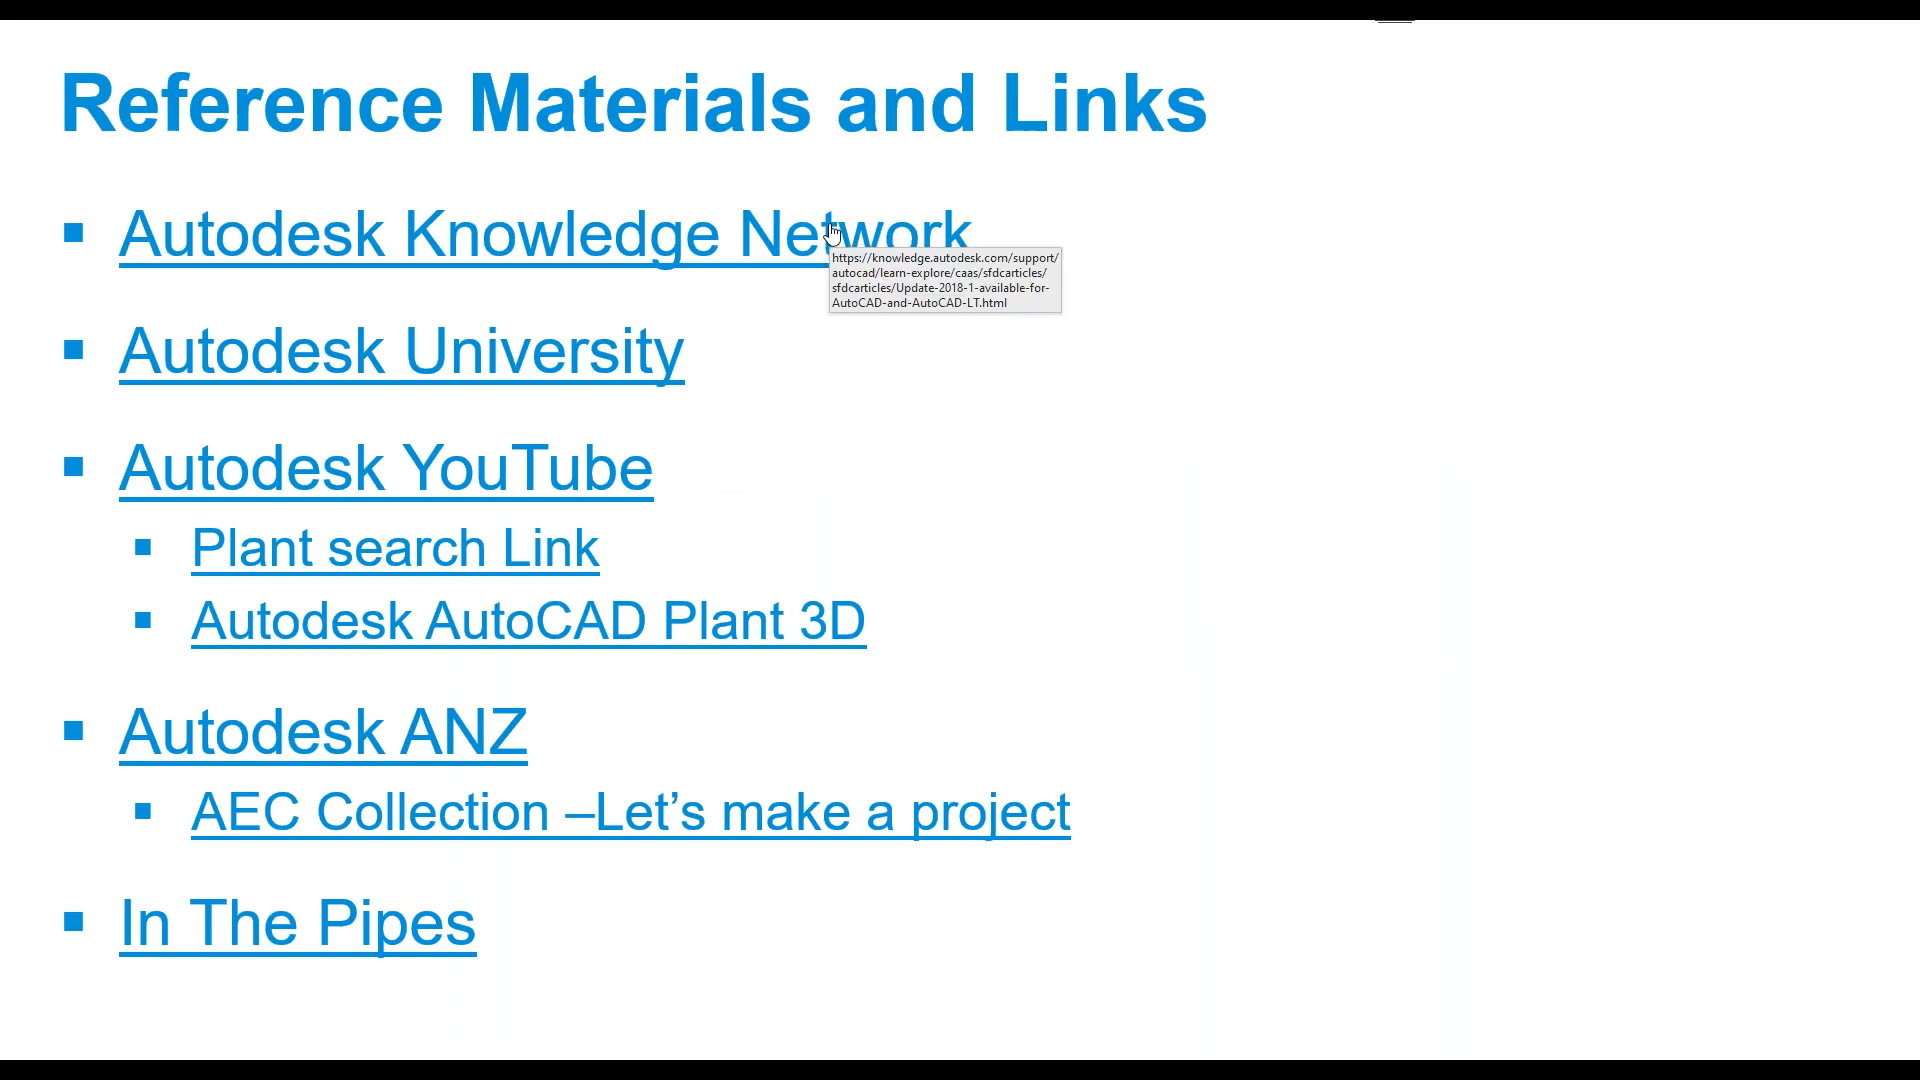 Reference Materials and Links
▪ Autodesk Knowledge Network
https://knowledge.autodesk.com/support/
autocad/learn-explore/caas/sfdcarticles/
sfdcarticles/Update-2018-1-available-for-
AutoCAD-and-AutoCAD-LT.html
▪ Autodesk University
▪ Autodesk YouTube
▪ Plant search Link
▪ Autodesk AutoCAD Plant 3D
▪ Autodesk ANZ
▪ AEC Collection –Let’s make a project
▪ In The Pipes